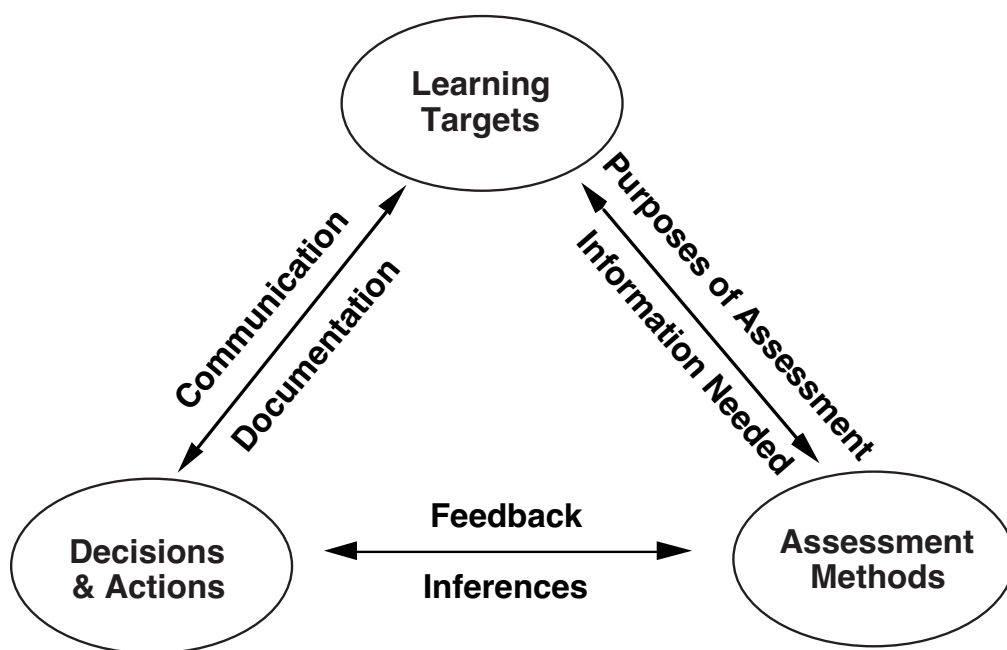 Learning
Targets
Communication
Documentation
Purposes of Assessment
Information Needed
Decisions
& Actions
Feedback
Inferences
Assessment
Methods